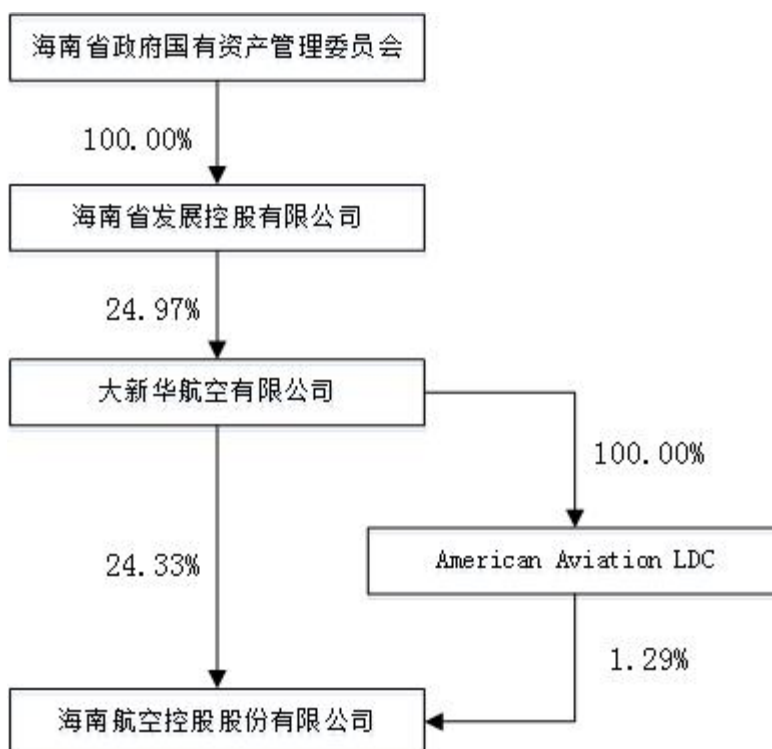 海南省政府国有资产管理委员会
100.00%
海南省发展控股有限公司
24.97%
大新华航空有限公司
100.00%
24.33%
American Aviation LDC
1.29%
海南航空控股股份有限公司